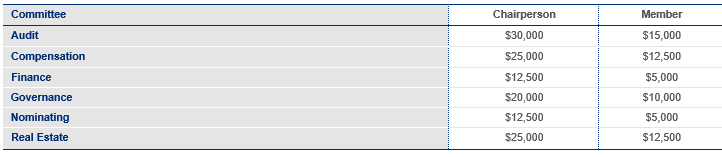 Committee Chairperson Member
Audit $30,000 $15,000
Compensation $25,000 $12,500
Finance $12,500 $5,000
Governance $20,000 $10,000
Nominating $12,500 $5,000
Real Estate $25,000 $12,500